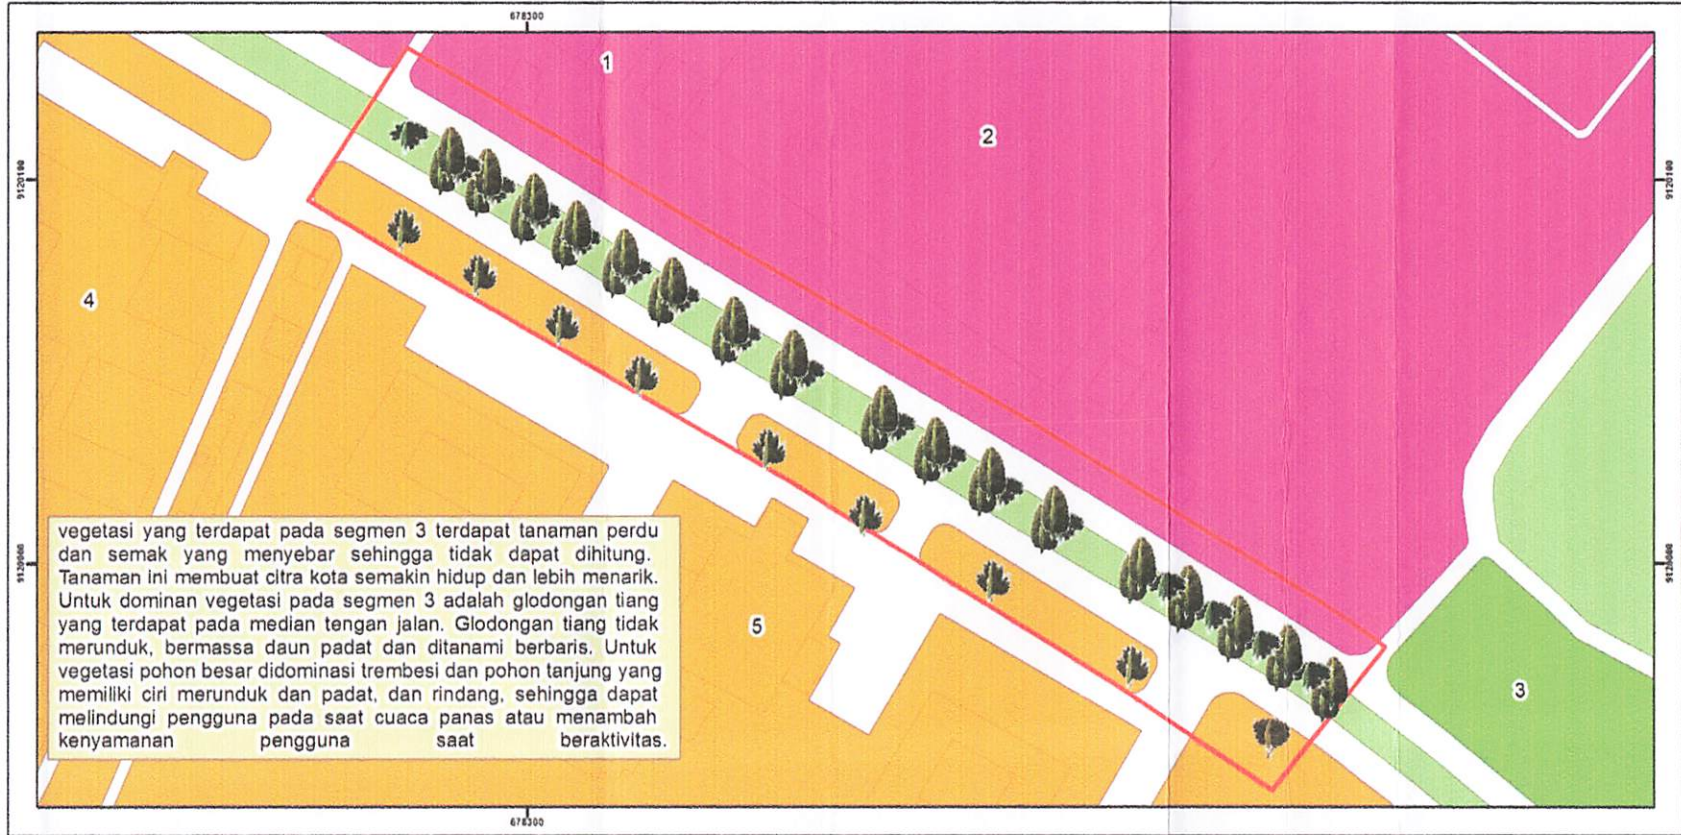 678300
1
2
9120100
9120100
4
vegetasi yang terdapat pada segmen 3 terdapat tanaman perdu
dan semak yang menyebar sehingga tidak dapat dihitung.
Tanaman ini membuat citra kota semakin hidup dan lebih menarik.
Untuk dominan vegetasi pada segmen 3 adalah glodongan tiang
yang terdapat pada median tengan jalan. Glodongan tiang tidak
merunduk, bermassa daun padat dan ditanami berbaris. Untuk
vegetasi pohon besar didominasi trembesi dan pohon tanjung yang
memiliki ciri merunduk dan padat, dan rindang, sehingga dapat
melindungi pengguna pada saat cuaca panas atau menambah
kenyamanan pengguna saat beraktivitas.
9120000
9120000
5
3
678300